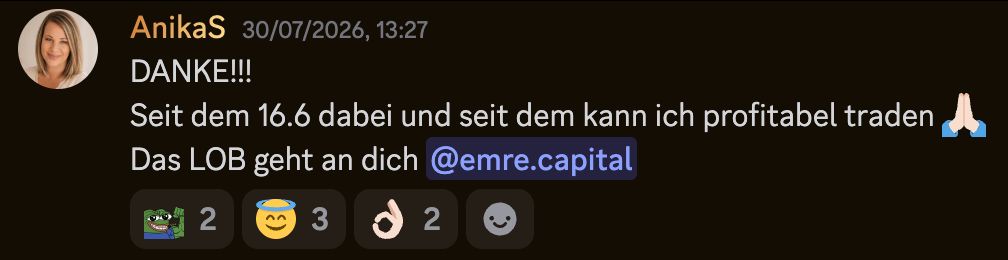 AnikaS 30/07/2026, 13:27
DANKE!!!
Seit dem 16.6 dabei und seit dem kann ich profitabel traden 🙏🏻
Das LOB geht an dich @emre.capital
2 3 2